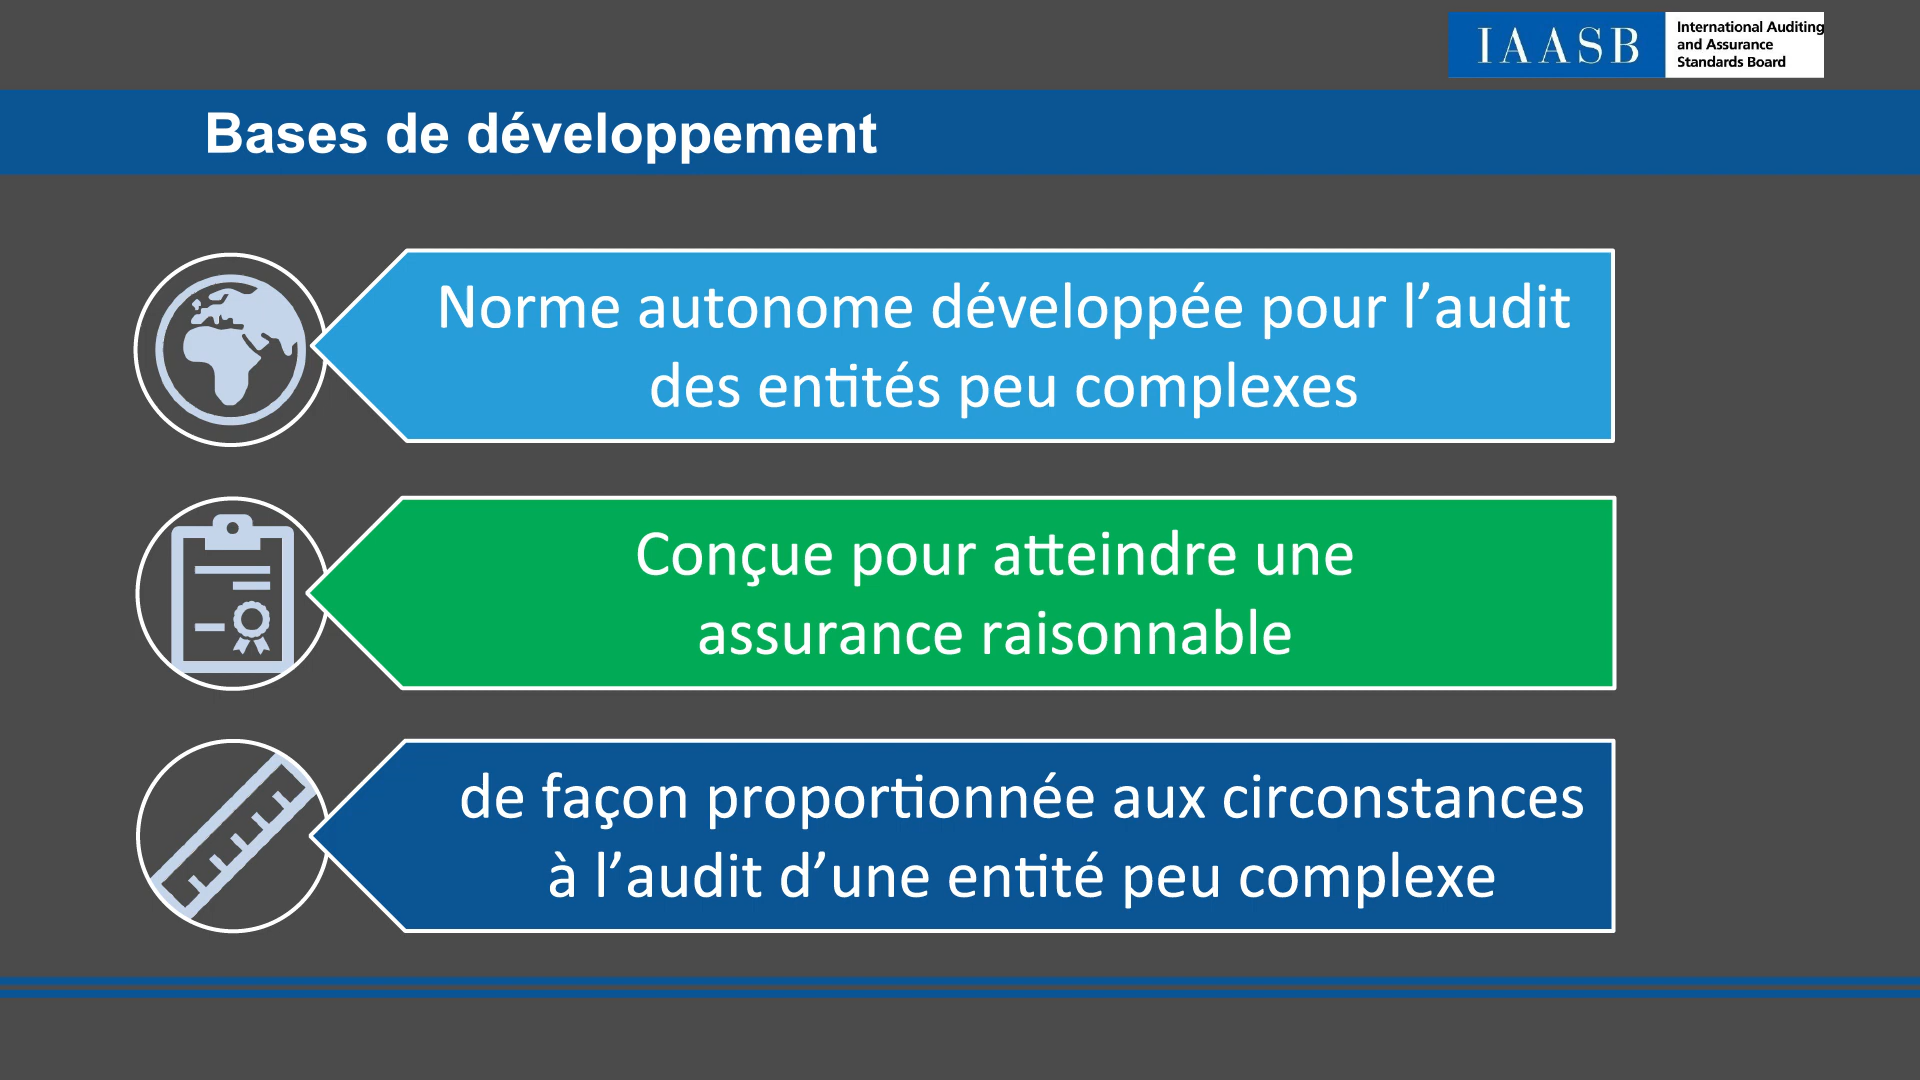 IAASB
International Auditing
and Assurance
Standards Board
Bases de développement
Norme autonome développée pour l’audit
des entités peu complexes
Conçue pour atteindre une
assurance raisonnable
de façon proportionnée aux circonstances
à l’audit d’une entité peu complexe